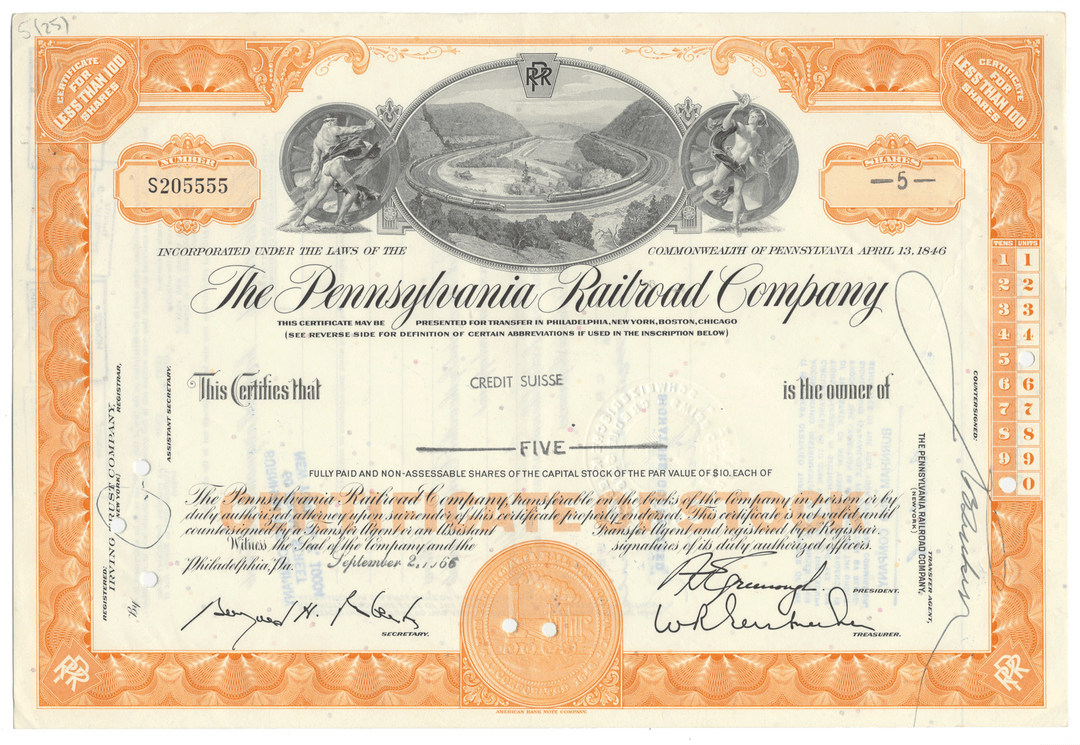 5 (25)
CERTIFICATE
FOR
LESS THAN 100
SHARES
PRR
CERTIFICATE
FOR
LESS THAN 100
SHARES
NUMBER
S205555
SHARES
—5—
INCORPORATED UNDER THE LAWS OF THE COMMONWEALTH OF PENNSYLVANIA APRIL 13, 1846
The Pennsylvania Railroad Company
THIS CERTIFICATE MAY BE PRESENTED FOR TRANSFER IN PHILADELPHIA, NEW YORK, BOSTON, CHICAGO
(SEE REVERSE SIDE FOR DEFINITION OF CERTAIN ABBREVIATIONS IF USED IN THE INSCRIPTION BELOW)
This Certifies that CREDIT SUISSE is the owner of
FIVE
FULLY PAID AND NON-ASSESSABLE SHARES OF THE CAPITAL STOCK OF THE PAR VALUE OF $10. EACH OF
The Pennsylvania Railroad Company, transferable on the books of the Company in person or by
duly authorized attorney upon surrender of this certificate properly endorsed. This certificate is not valid until
countersigned by a Transfer Agent or an Assistant Transfer Agent and registered by a Registrar.
Witness the Seal of the Company and the signatures of its duly authorized officers.
Philadelphia, Pa. September 2, 1966
PRESIDENT.
SECRETARY.
TREASURER.
REGISTERED:
IRVING TRUST COMPANY,
(NEW YORK)
REGISTRAR,
By
ASSISTANT SECRETARY.
COUNTERSIGNED:
THE PENNSYLVANIA RAILROAD COMPANY,
(NEW YORK)
TRANSFER AGENT,
TENS UNITS
1 1
2 2
3 3
4 4
5
6 6
7 7
8 8
9 9
0
PRR
PRR
AMERICAN BANK NOTE COMPANY.